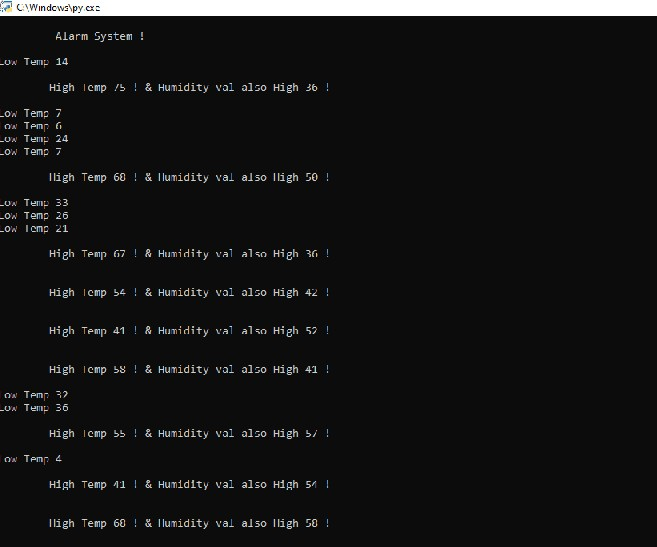 C:\Windows\py.exe
Alarm System !
Low Temp 14
High Temp 75 ! & Humidity val also High 36 !
Low Temp 7
Low Temp 6
Low Temp 24
Low Temp 7
High Temp 68 ! & Humidity val also High 50 !
Low Temp 33
Low Temp 26
Low Temp 21
High Temp 67 ! & Humidity val also High 36 !
High Temp 54 ! & Humidity val also High 42 !
High Temp 41 ! & Humidity val also High 52 !
High Temp 58 ! & Humidity val also High 41 !
Low Temp 32
Low Temp 36
High Temp 55 ! & Humidity val also High 57 !
Low Temp 4
High Temp 41 ! & Humidity val also High 54 !
High Temp 68 ! & Humidity val also High 58 !